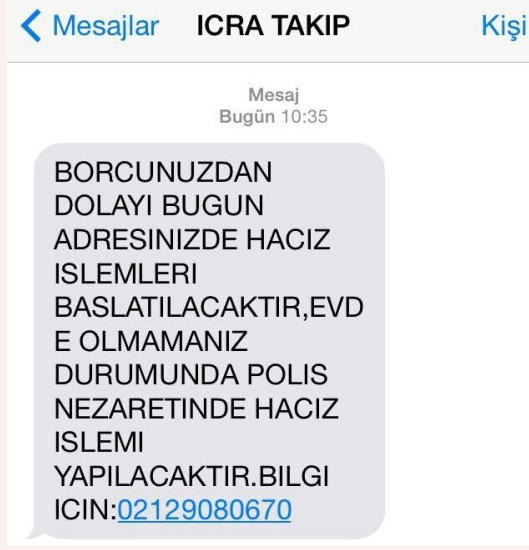 Mesajlar ICRA TAKIP Kişi
Mesaj
Bugün 10:35
BORCUNUZDAN
DOLAYI BUGUN
ADRESINIZDE HACIZ
ISLEMLERI
BASLATILACAKTIR,EVD
E OLMAMANIZ
DURUMUNDA POLIS
NEZARETINDE HACIZ
ISLEMI
YAPILACAKTIR.BILGI
ICIN:02129080670